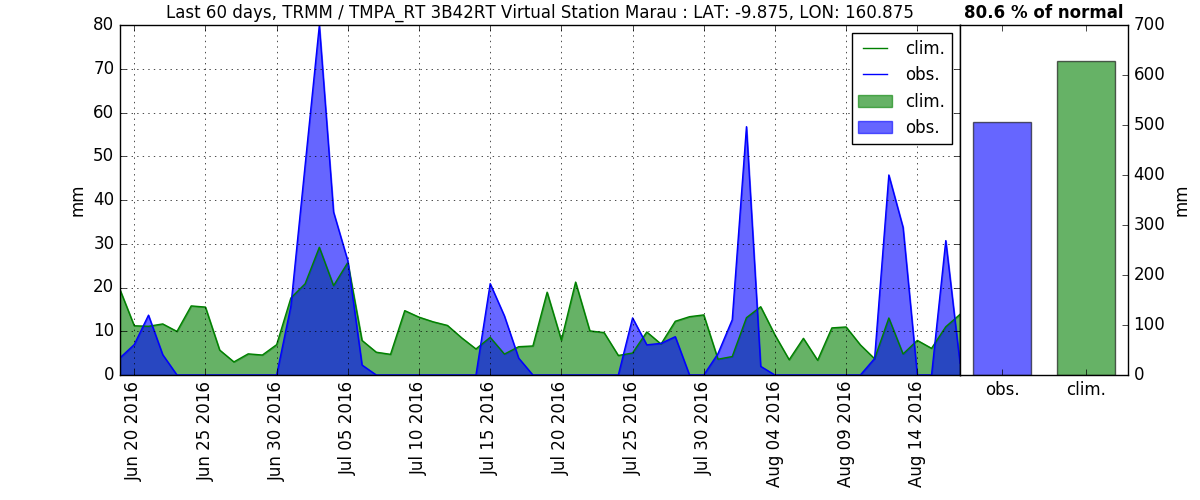 Last 60 days, TRMM / TMPA_RT 3B42RT Virtual Station Marau : LAT: -9.875, LON: 160.875
80.6 % of normal
80
70
60
50
40
30
20
10
0
mm
clim.
obs.
clim.
obs.
Jun 20 2016
Jun 25 2016
Jun 30 2016
Jul 05 2016
Jul 10 2016
Jul 15 2016
Jul 20 2016
Jul 25 2016
Jul 30 2016
Aug 04 2016
Aug 09 2016
Aug 14 2016
700
600
500
400
300
200
100
0
mm
obs.
clim.